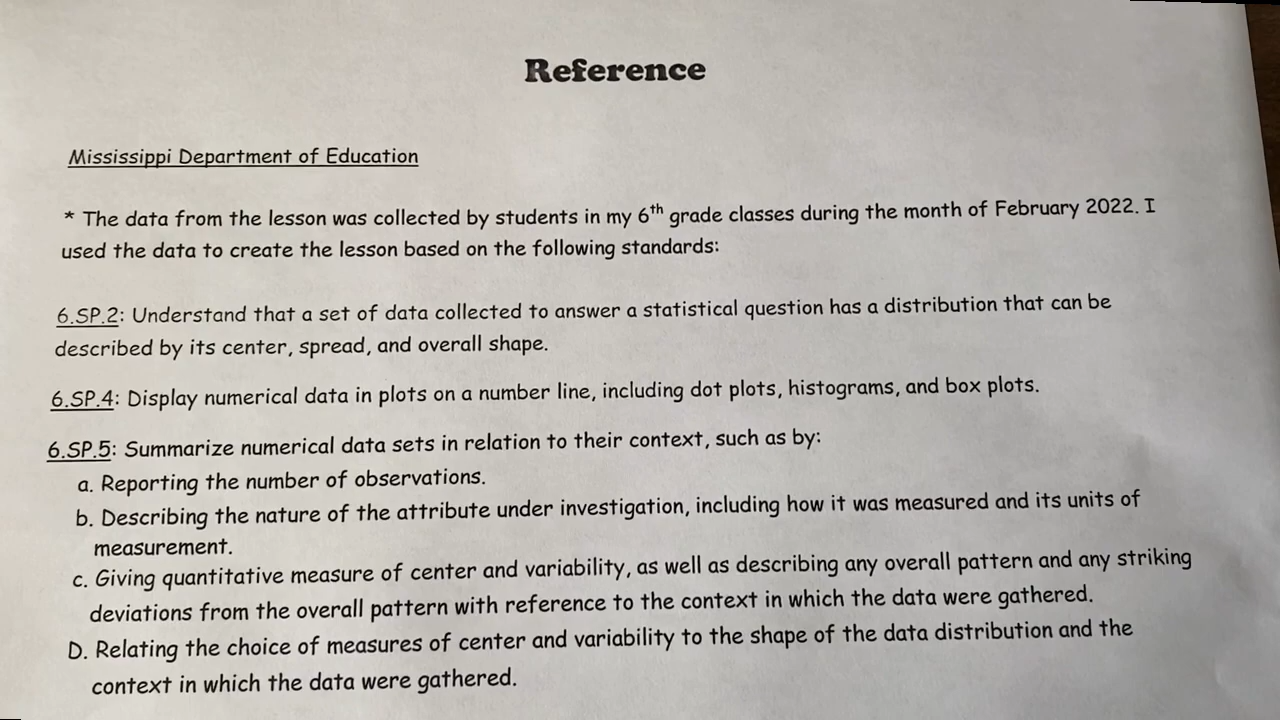 Reference
Mississippi Department of Education
* The data from the lesson was collected by students in my 6th grade classes during the month of February 2022. I
used the data to create the lesson based on the following standards:
6.SP.2: Understand that a set of data collected to answer a statistical question has a distribution that can be
described by its center, spread, and overall shape.
6.SP.4: Display numerical data in plots on a number line, including dot plots, histograms, and box plots.
6.SP.5: Summarize numerical data sets in relation to their context, such as by:
a. Reporting the number of observations.
b. Describing the nature of the attribute under investigation, including how it was measured and its units of
measurement.
c. Giving quantitative measure of center and variability, as well as describing any overall pattern and any striking
deviations from the overall pattern with reference to the context in which the data were gathered.
D. Relating the choice of measures of center and variability to the shape of the data distribution and the
context in which the data were gathered.